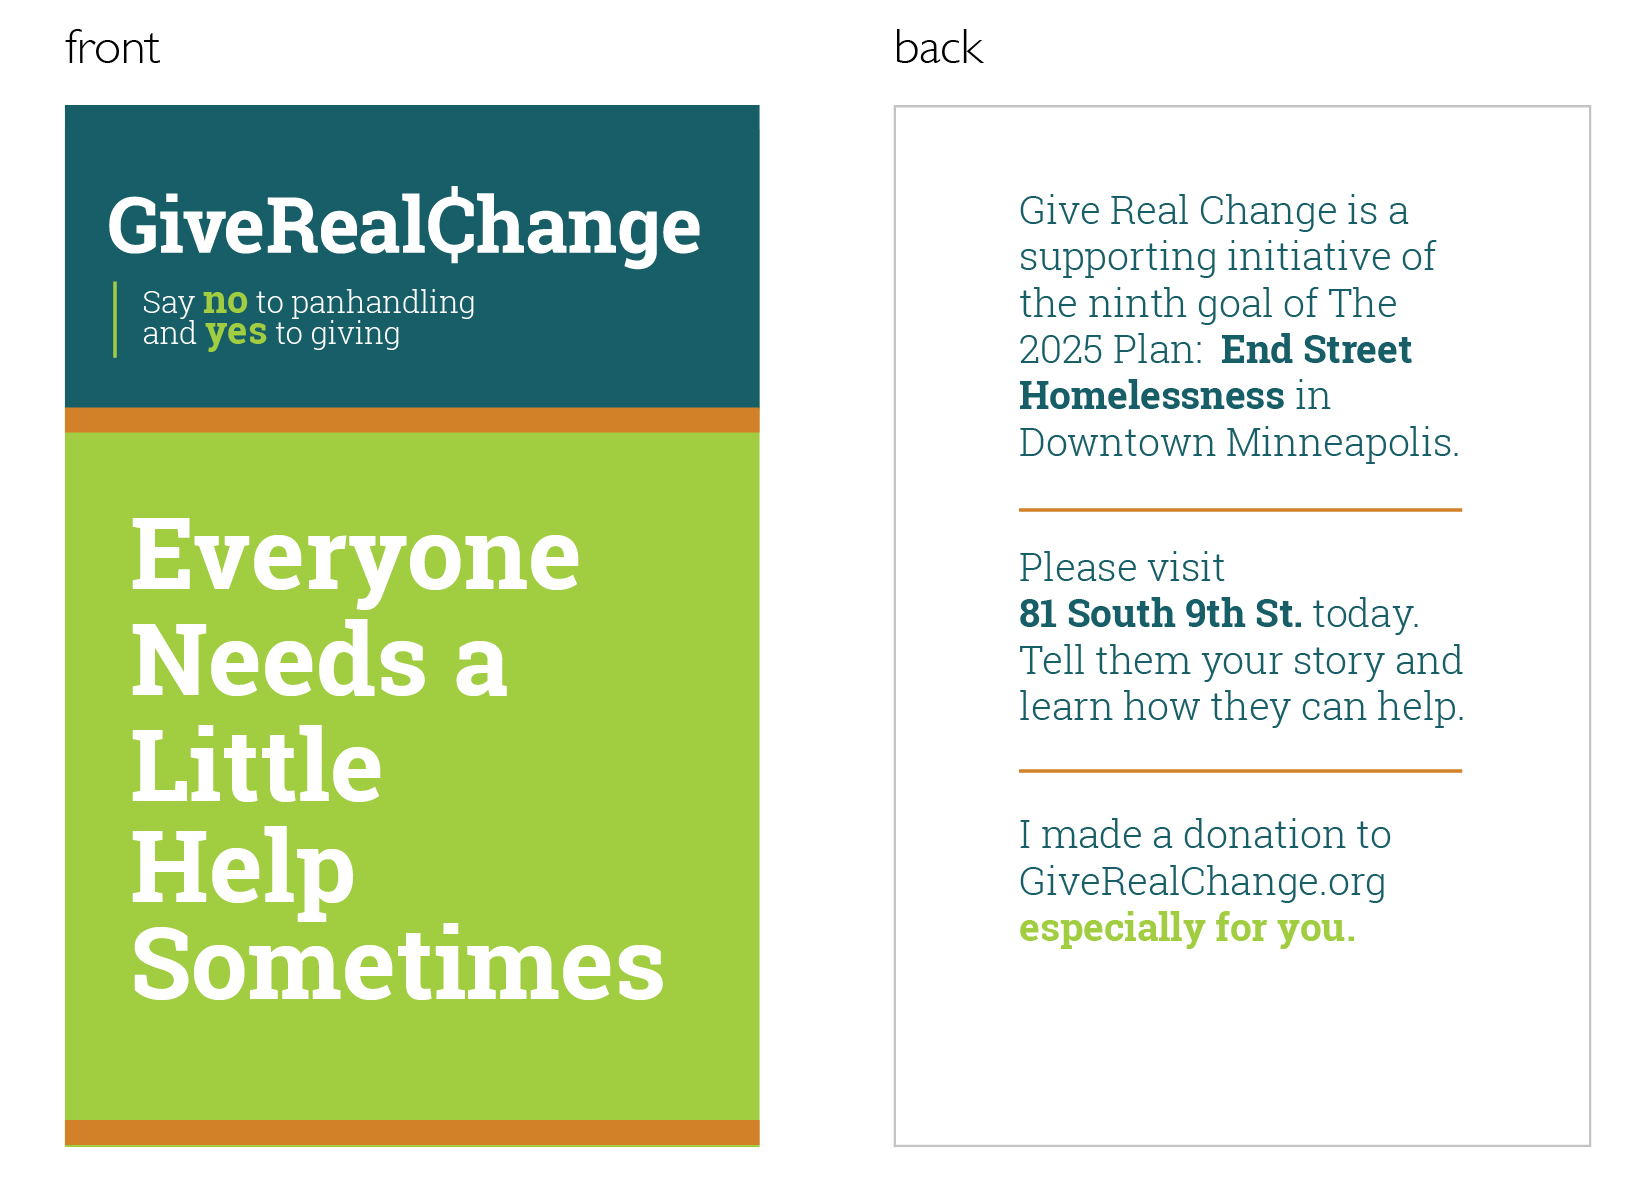 front
GiveReal₵hange
Say no to panhandling
and yes to giving
Everyone
Needs a
Little
Help
Sometimes
back
Give Real Change is a
supporting initiative of
the ninth goal of The
2025 Plan:  End Street
Homelessness in
Downtown Minneapolis.
Please visit
81 South 9th St. today.
Tell them your story and
learn how they can help.
I made a donation to
GiveRealChange.org
especially for you.